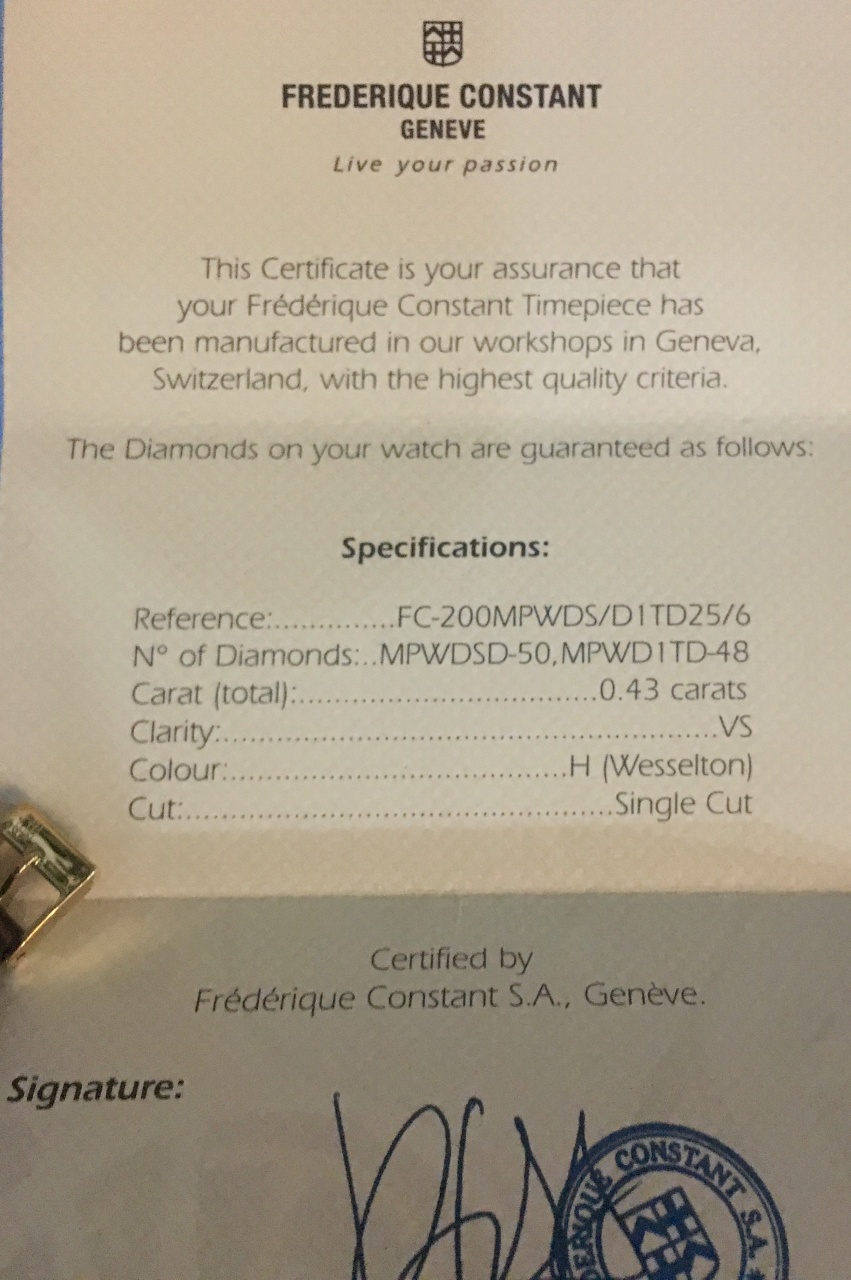 FREDERIQUE CONSTANT
GENEVE
Live your passion
This Certificate is your assurance that
your Frédérique Constant Timepiece has
been manufactured in our workshops in Geneva,
Switzerland, with the highest quality criteria.
The Diamonds on your watch are guaranteed as follows:
Specifications:
Reference:..............FC-200MPWDS/D1TD25/6
N° of Diamonds:..MPWDSD-50,MPWD1TD-48
Carat (total):..................................0.43 carats
Clarity:.........................................................VS
Colour:.......................................H (Wesselton)
Cut:.................................................Single Cut
Certified by
Frédérique Constant S.A., Genève.
Signature:
CONSTANT S.A.